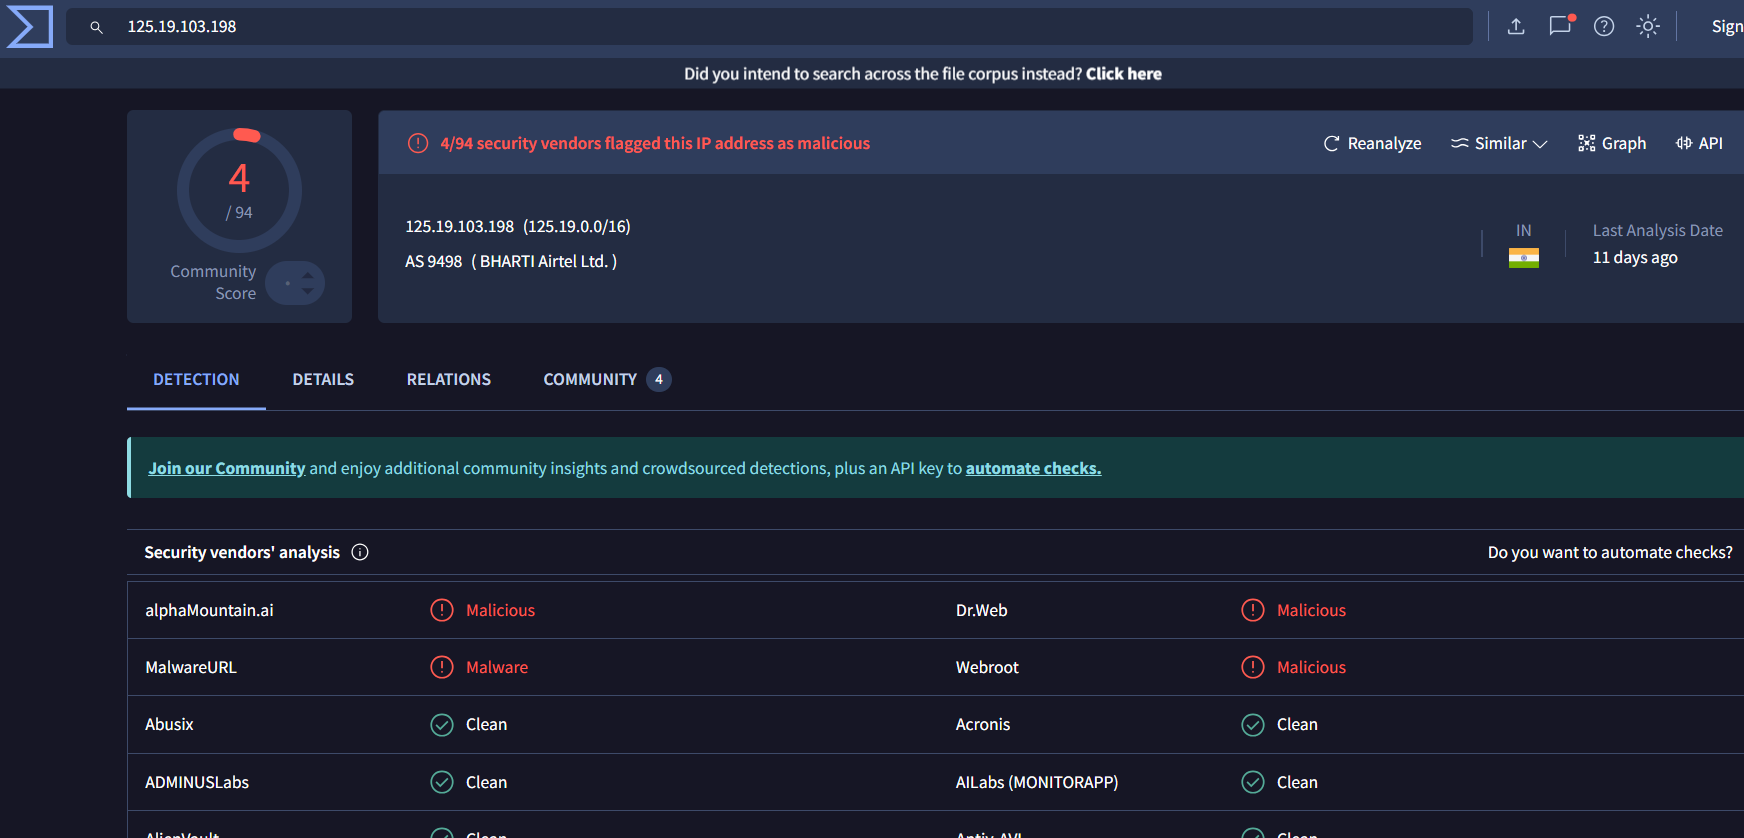 125.19.103.198
Sign
Did you intend to search across the file corpus instead? Click here
4
/ 94
Community
Score
4/94 security vendors flagged this IP address as malicious
Reanalyze
Similar
Graph
API
125.19.103.198 (125.19.0.0/16)
AS 9498 ( BHARTI Airtel Ltd. )
IN
Last Analysis Date
11 days ago
DETECTION
DETAILS
RELATIONS
COMMUNITY 4
Join our Community and enjoy additional community insights and crowdsourced detections, plus an API key to automate checks.
Security vendors' analysis
Do you want to automate checks?
alphaMountain.ai Malicious Dr.Web Malicious
MalwareURL Malware Webroot Malicious
Abusix Clean Acronis Clean
ADMINUSLabs Clean AILabs (MONITORAPP) Clean
AlienVault Clean Antiy-AVL Clean